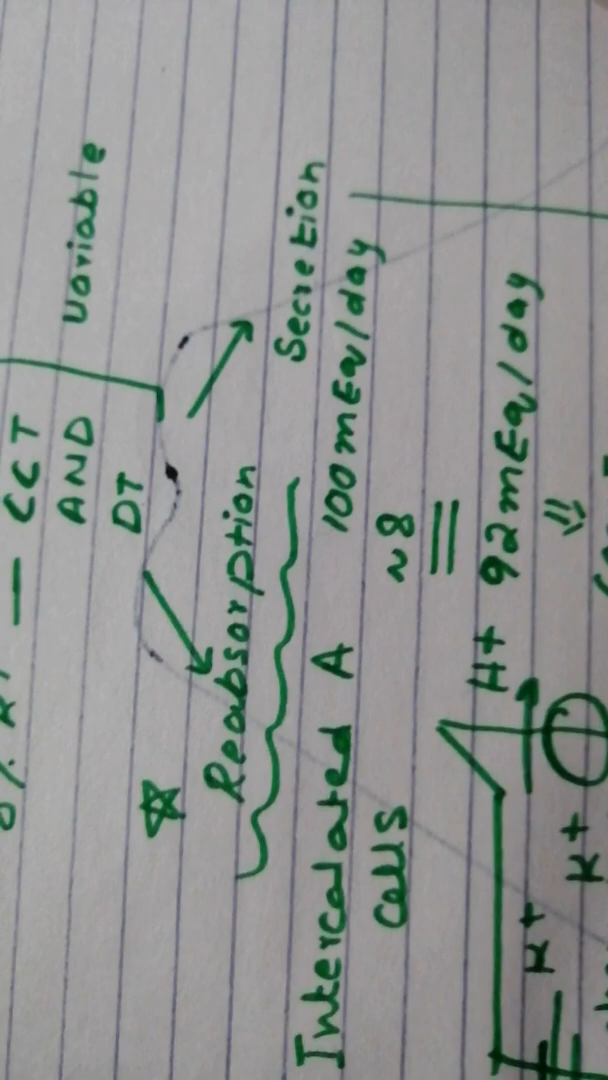 — CCT
AND
DT
Variable
Reabsorption
Secretion
Intercalated A
cells
100 mEq/day
~8
H+ 92 mEq/day
K+
K+